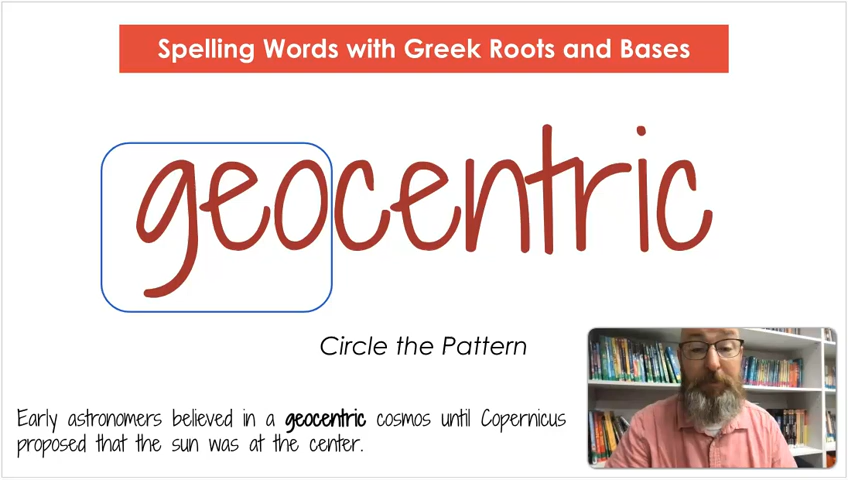 Spelling Words with Greek Roots and Bases
geocentric
Circle the Pattern
Early astronomers believed in a geocentric cosmos until Copernicus
proposed that the sun was at the center.